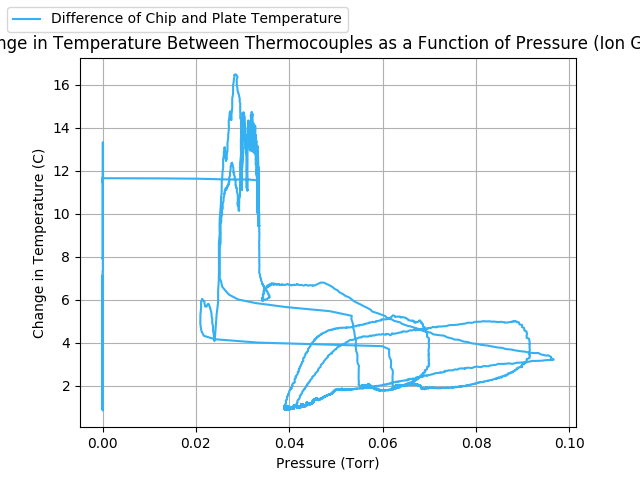 Difference of Chip and Plate Temperature
in Temperature Between Thermocouples as a Function of Pressure (Ion
16
14
12
10
8
6
4
2
Change in Temperature (C)
0.00 0.02 0.04 0.06 0.08 0.10
Pressure (Torr)